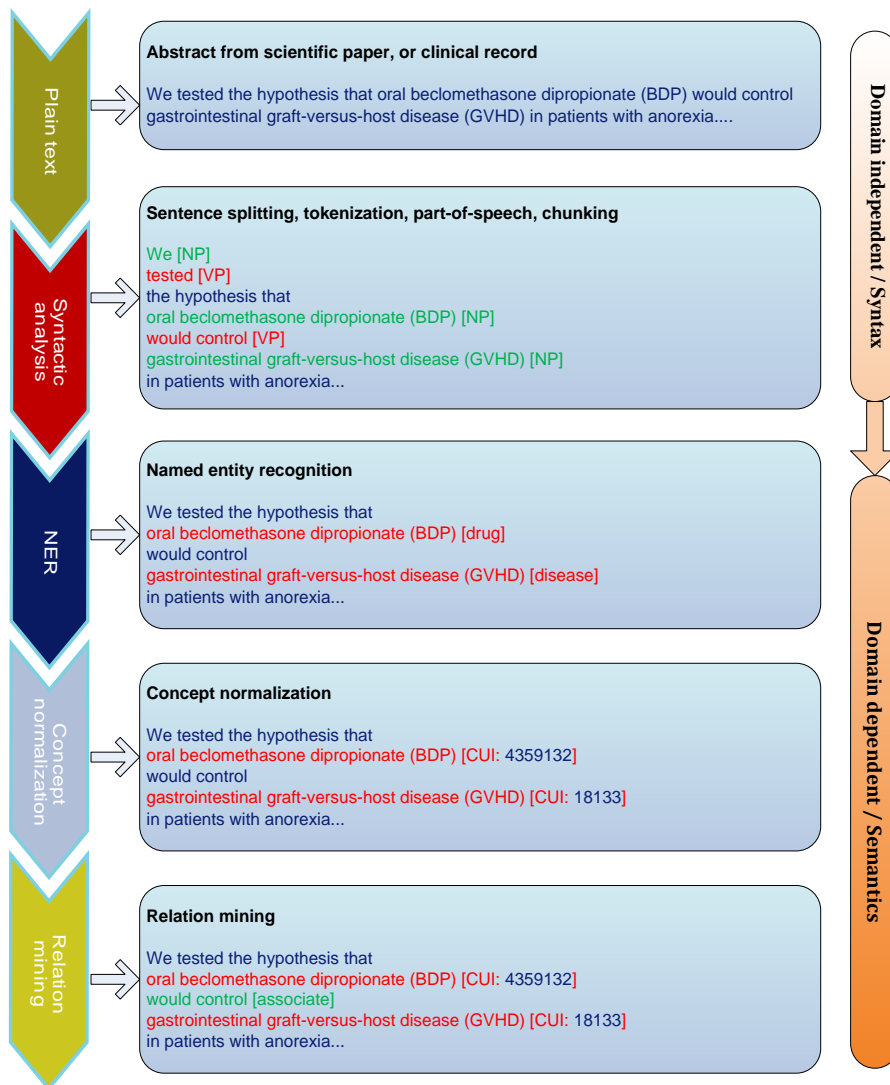 Plain text
Abstract from scientific paper, or clinical record
We tested the hypothesis that oral beclomethasone dipropionate (BDP) would control
gastrointestinal graft-versus-host disease (GVHD) in patients with anorexia....
Domain independent / Syntax
Syntactic
analysis
Sentence splitting, tokenization, part-of-speech, chunking
We [NP]
tested [VP]
the hypothesis that
oral beclomethasone dipropionate (BDP) [NP]
would control [VP]
gastrointestinal graft-versus-host disease (GVHD) [NP]
in patients with anorexia...
NER
Named entity recognition
We tested the hypothesis that
oral beclomethasone dipropionate (BDP) [drug]
would control
gastrointestinal graft-versus-host disease (GVHD) [disease]
in patients with anorexia...
Domain dependent / Semantics
Concept
normalization
Concept normalization
We tested the hypothesis that
oral beclomethasone dipropionate (BDP) [CUI: 4359132]
would control
gastrointestinal graft-versus-host disease (GVHD) [CUI: 18133]
in patients with anorexia...
Relation
mining
Relation mining
We tested the hypothesis that
oral beclomethasone dipropionate (BDP) [CUI: 4359132]
would control [associate]
gastrointestinal graft-versus-host disease (GVHD) [CUI: 18133]
in patients with anorexia...